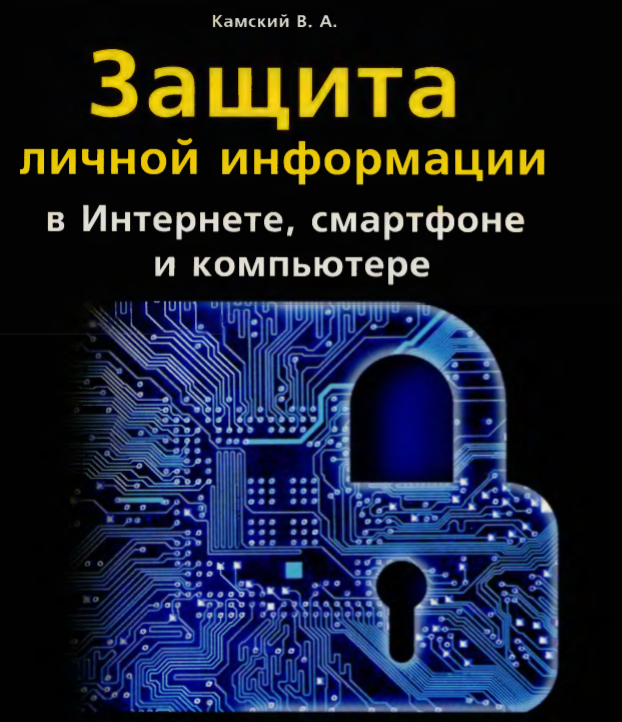 Камский В. А.
Защита
личной информации
в Интернете, смартфоне
и компьютере